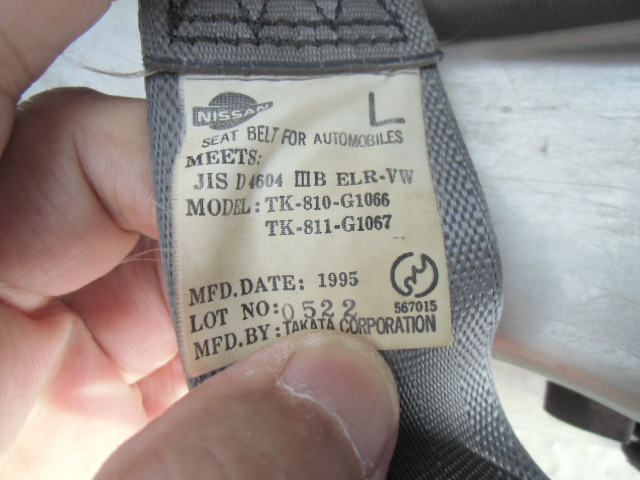 NISSAN L
SEAT BELT FOR AUTOMOBILES
MEETS:
JIS D4604 ⅢB ELR-VW
MODEL: TK-810-G1066
TK-811-G1067
MFD.DATE: 1995
LOT NO: 0522
567015
MFD.BY: TAKATA CORPORATION